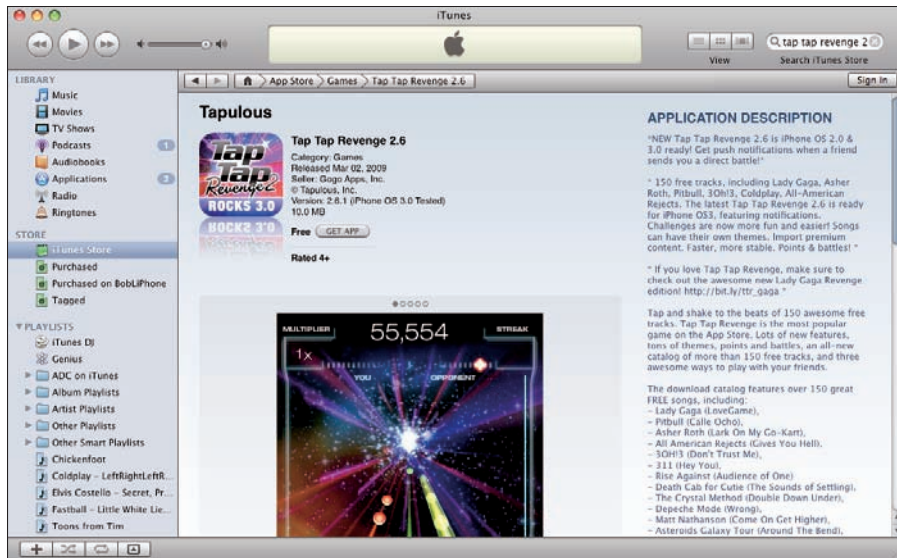 iTunes
tap tap revenge 2
View
Search iTunes Store
App Store
Games
Tap Tap Revenge 2.6
Sign In
LIBRARY
Music
Movies
TV Shows
Podcasts 1
Audiobooks
Applications 3
Radio
Ringtones
STORE
iTunes Store
Purchased
Purchased on BobLiPhone
Tagged
PLAYLISTS
iTunes DJ
Genius
ADC on iTunes
Album Playlists
Artist Playlists
Other Playlists
Other Smart Playlists
Chickenfoot
Coldplay – LeftRightLeftR...
Elvis Costello – Secret, Pr...
Fastball – Little White Lie...
Toons from Tim
Tapulous
Tap
Tap
Revenge 2
ROCKS 3.0
Tap Tap Revenge 2.6
Category: Games
Released Mar 02, 2009
Seller: Gogo Apps, Inc.
© Tapulous, Inc.
Version: 2.6.1 (iPhone OS 3.0 Tested)
10.0 MB
Free GET APP
Rated 4+
MULTIPLIER 55,554 STREAK
1x
YOU OPPONENT
APPLICATION DESCRIPTION
*NEW Tap Tap Revenge 2.6 is iPhone OS 2.0 &
3.0 ready! Get push notifications when a friend
sends you a direct battle!*
* 150 free tracks, including Lady Gaga, Asher
Roth, Pitbull, 3Oh!3, Coldplay, All-American
Rejects. The latest Tap Tap Revenge 2.6 is ready
for iPhone OS3, featuring notifications.
Challenges are now more fun and easier! Songs
can have their own themes. Import premium
content. Faster, more stable. Points & battles! *
* If you love Tap Tap Revenge, make sure to
check out the awesome new Lady Gaga Revenge
edition! http://bit.ly/ttr_gaga *
Tap and shake to the beats of 150 awesome free
tracks. Tap Tap Revenge is the most popular
game on the App Store. Lots of new features,
tons of themes, points and battles, an all-new
catalog of more than 150 free tracks, and three
awesome ways to play with your friends.
The download catalog features over 150 great
FREE songs, including:
– Lady Gaga (LoveGame),
– Pitbull (Calle Ocho),
– Asher Roth (Lark On My Go-Kart),
– All American Rejects (Gives You Hell),
– 3OH!3 (Don't Trust Me),
– 311 (Hey You),
– Rise Against (Audience of One)
– Death Cab for Cutie (The Sounds of Settling),
– The Crystal Method (Double Down Under),
– Depeche Mode (Wrong),
– Matt Nathanson (Come On Get Higher),
– Asteroids Galaxy Tour (Around The Bend),